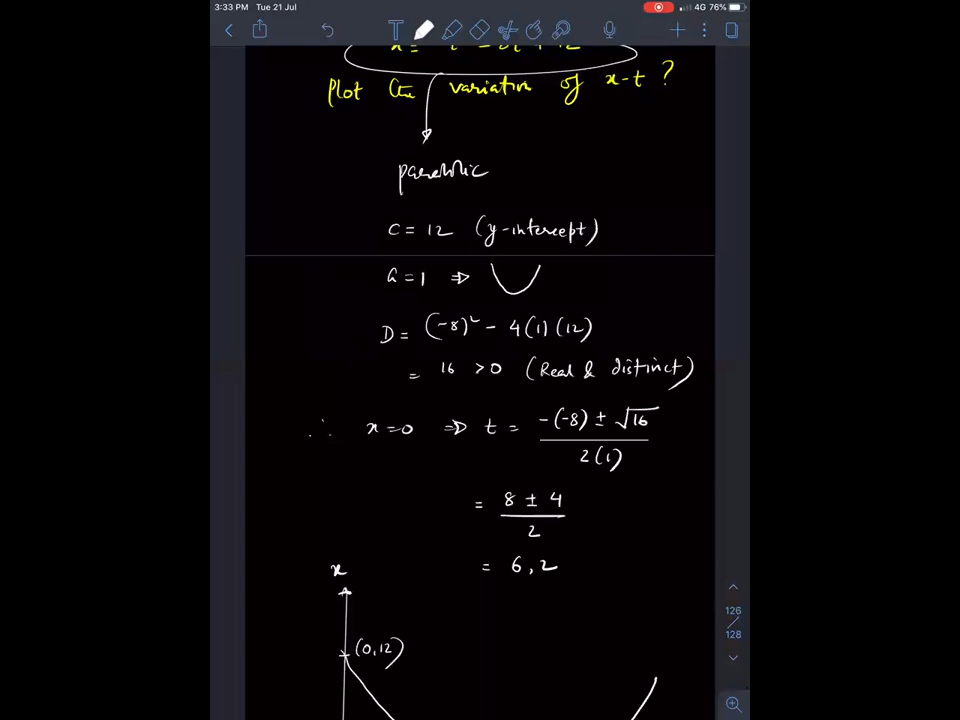 3:33 PM Tue 21 Jul 4G 76%
T
Plot the variation of x-t ?
parabolic
C = 12 (y-intercept)
a = 1 ⇒
D = (-8)² - 4(1)(12)
= 16 > 0 (Real & distinct)
∴ x=0 ⇒ t = -(-8) ± √16
2(1)
= 8 ± 4
2
= 6, 2
x
(0,12)
126
128